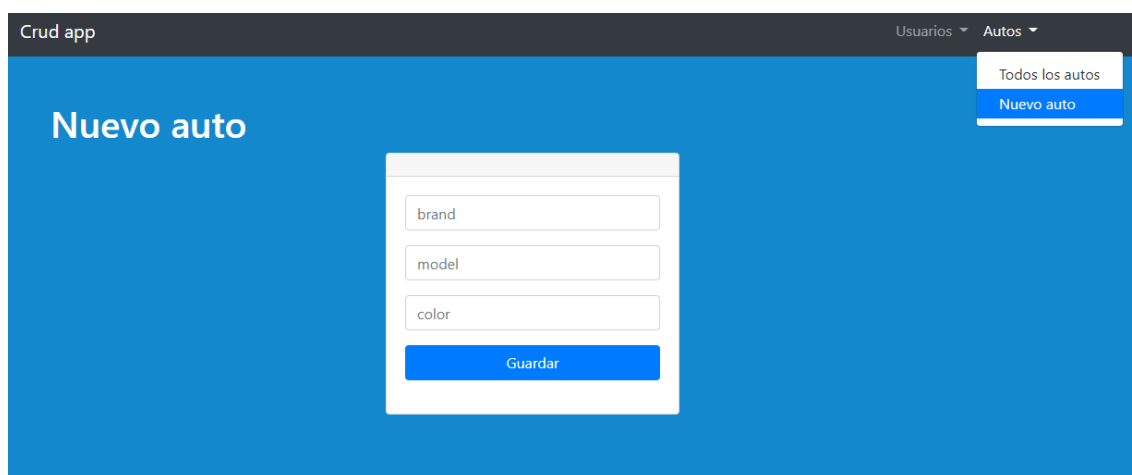 Crud app
Usuarios Autos
Todos los autos
Nuevo auto
Nuevo auto
brand
model
color
Guardar